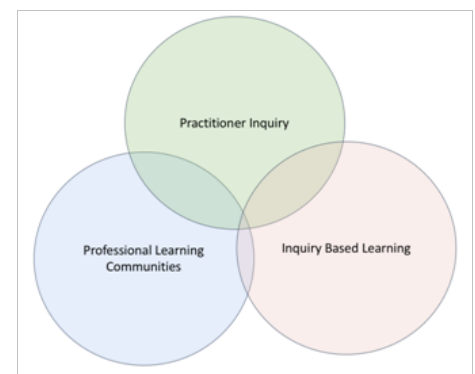 Practitioner Inquiry
Professional Learning
Communities
Inquiry Based Learning